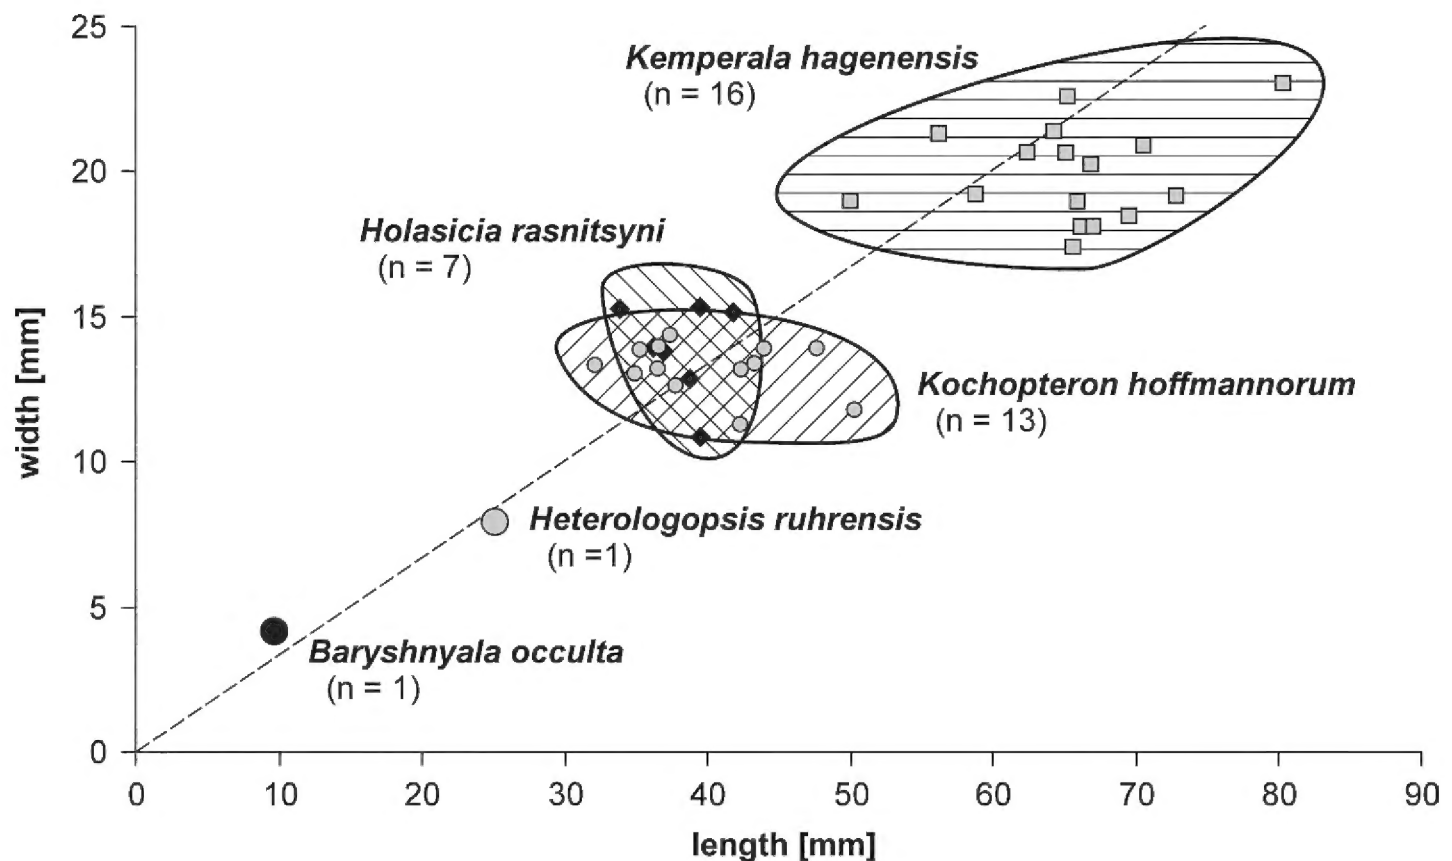 25
Kemperala hagenensis
(n = 16)
20
Holasicia rasnitsyni
(n = 7)
15
Kochopteron hoffmannorum
(n = 13)
width [mm]
10
Heterologopsis ruhrensis
(n =1)
5
Baryshnyala occulta
(n = 1)
0
0 10 20 30 40 50 60 70 80 90
length [mm]